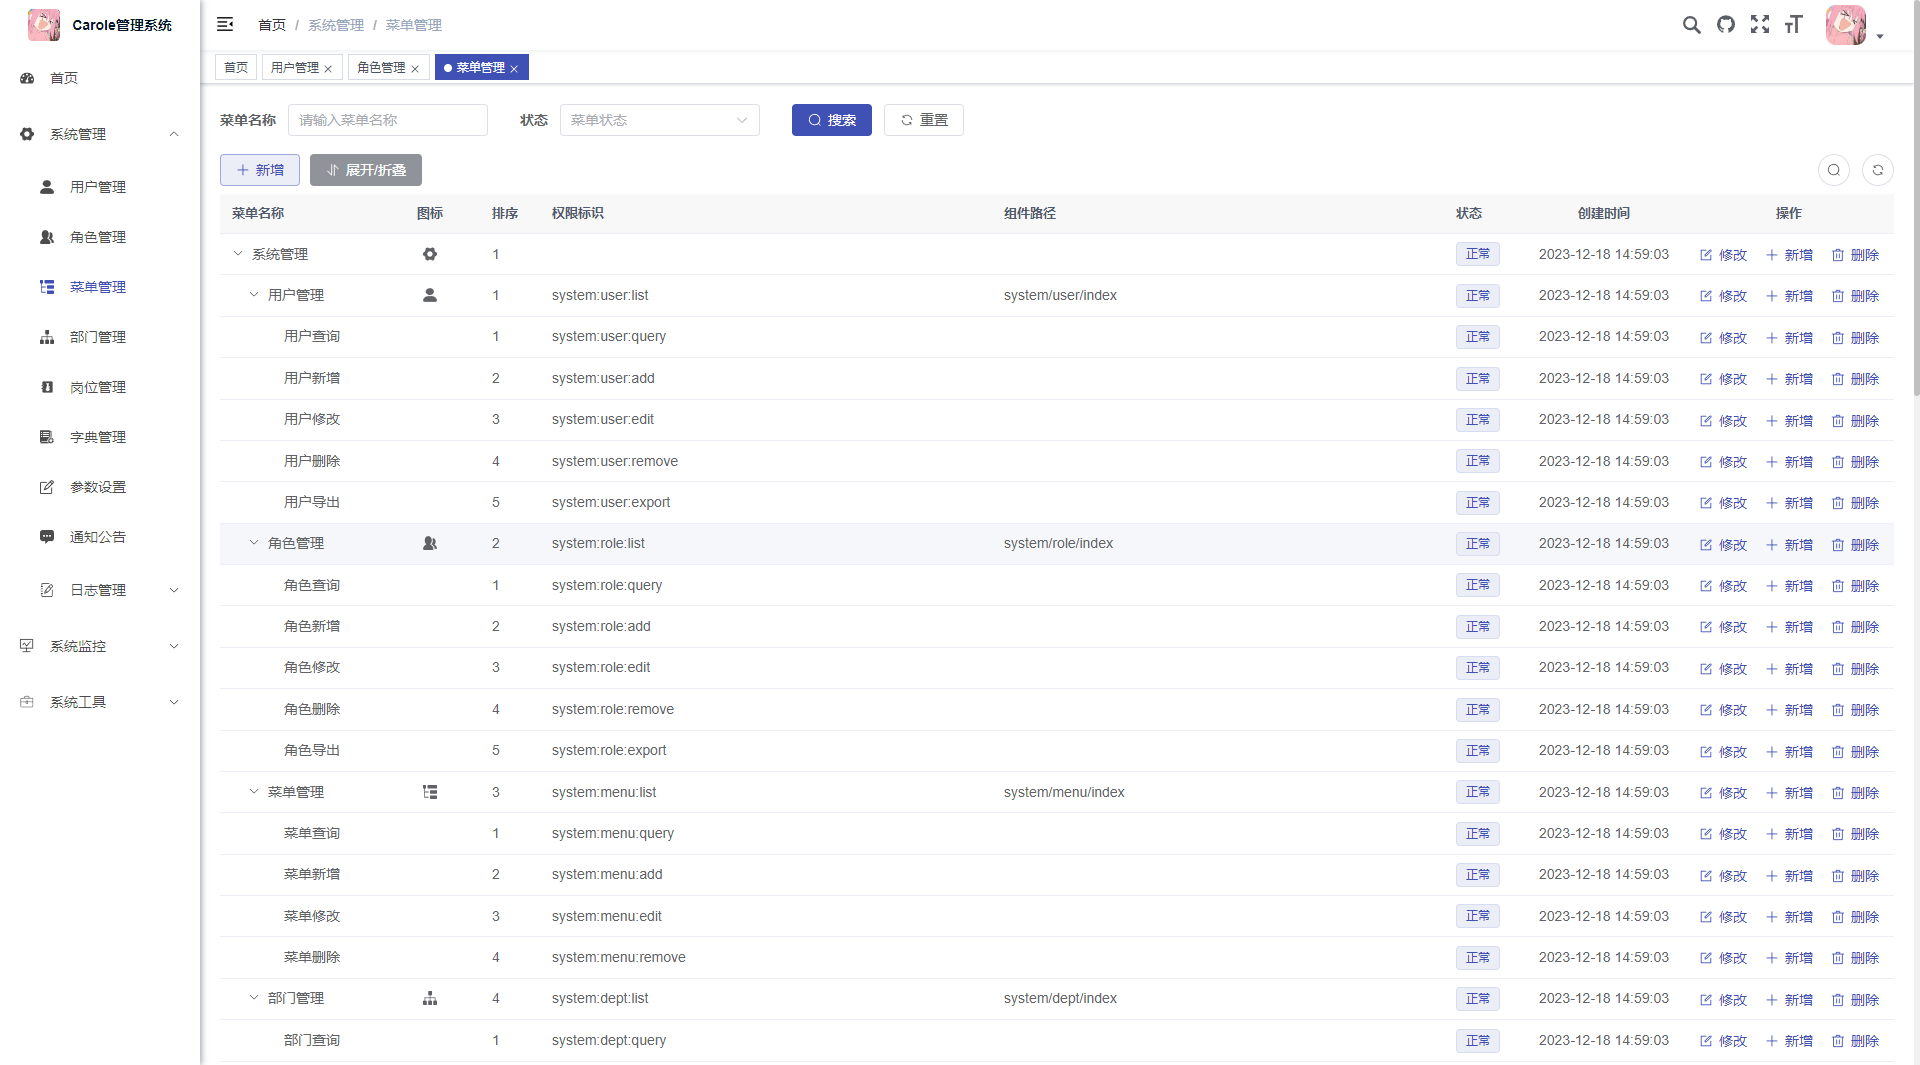 Carole管理系统
首页 / 系统管理 / 菜单管理
首页 用户管理 角色管理 菜单管理
首页
系统管理
用户管理
角色管理
菜单管理
部门管理
岗位管理
字典管理
参数设置
通知公告
日志管理
系统监控
系统工具
菜单名称 请输入菜单名称 状态 菜单状态 搜索 重置
新增 展开/折叠
菜单名称 图标 排序 权限标识 组件路径 状态 创建时间 操作
系统管理 1 正常 2023-12-18 14:59:03 修改 新增 删除
用户管理 1 system:user:list system/user/index 正常 2023-12-18 14:59:03 修改 新增 删除
用户查询 1 system:user:query 正常 2023-12-18 14:59:03 修改 新增 删除
用户新增 2 system:user:add 正常 2023-12-18 14:59:03 修改 新增 删除
用户修改 3 system:user:edit 正常 2023-12-18 14:59:03 修改 新增 删除
用户删除 4 system:user:remove 正常 2023-12-18 14:59:03 修改 新增 删除
用户导出 5 system:user:export 正常 2023-12-18 14:59:03 修改 新增 删除
角色管理 2 system:role:list system/role/index 正常 2023-12-18 14:59:03 修改 新增 删除
角色查询 1 system:role:query 正常 2023-12-18 14:59:03 修改 新增 删除
角色新增 2 system:role:add 正常 2023-12-18 14:59:03 修改 新增 删除
角色修改 3 system:role:edit 正常 2023-12-18 14:59:03 修改 新增 删除
角色删除 4 system:role:remove 正常 2023-12-18 14:59:03 修改 新增 删除
角色导出 5 system:role:export 正常 2023-12-18 14:59:03 修改 新增 删除
菜单管理 3 system:menu:list system/menu/index 正常 2023-12-18 14:59:03 修改 新增 删除
菜单查询 1 system:menu:query 正常 2023-12-18 14:59:03 修改 新增 删除
菜单新增 2 system:menu:add 正常 2023-12-18 14:59:03 修改 新增 删除
菜单修改 3 system:menu:edit 正常 2023-12-18 14:59:03 修改 新增 删除
菜单删除 4 system:menu:remove 正常 2023-12-18 14:59:03 修改 新增 删除
部门管理 4 system:dept:list system/dept/index 正常 2023-12-18 14:59:03 修改 新增 删除
部门查询 1 system:dept:query 正常 2023-12-18 14:59:03 修改 新增 删除